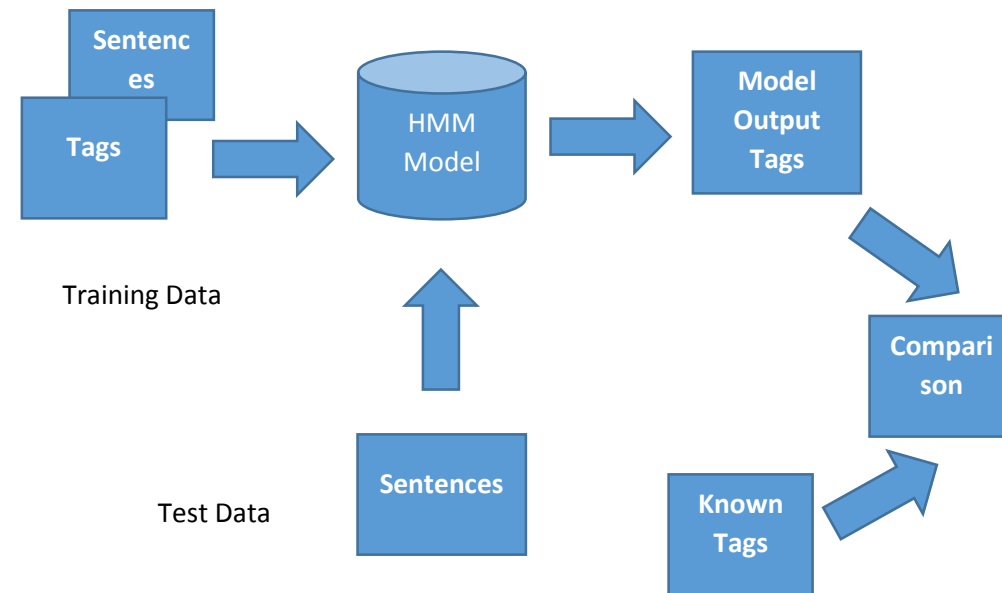 Sentenc
es
Tags
HMM
Model
Model
Output
Tags
Training Data
Compari
son
Sentences
Test Data
Known
Tags